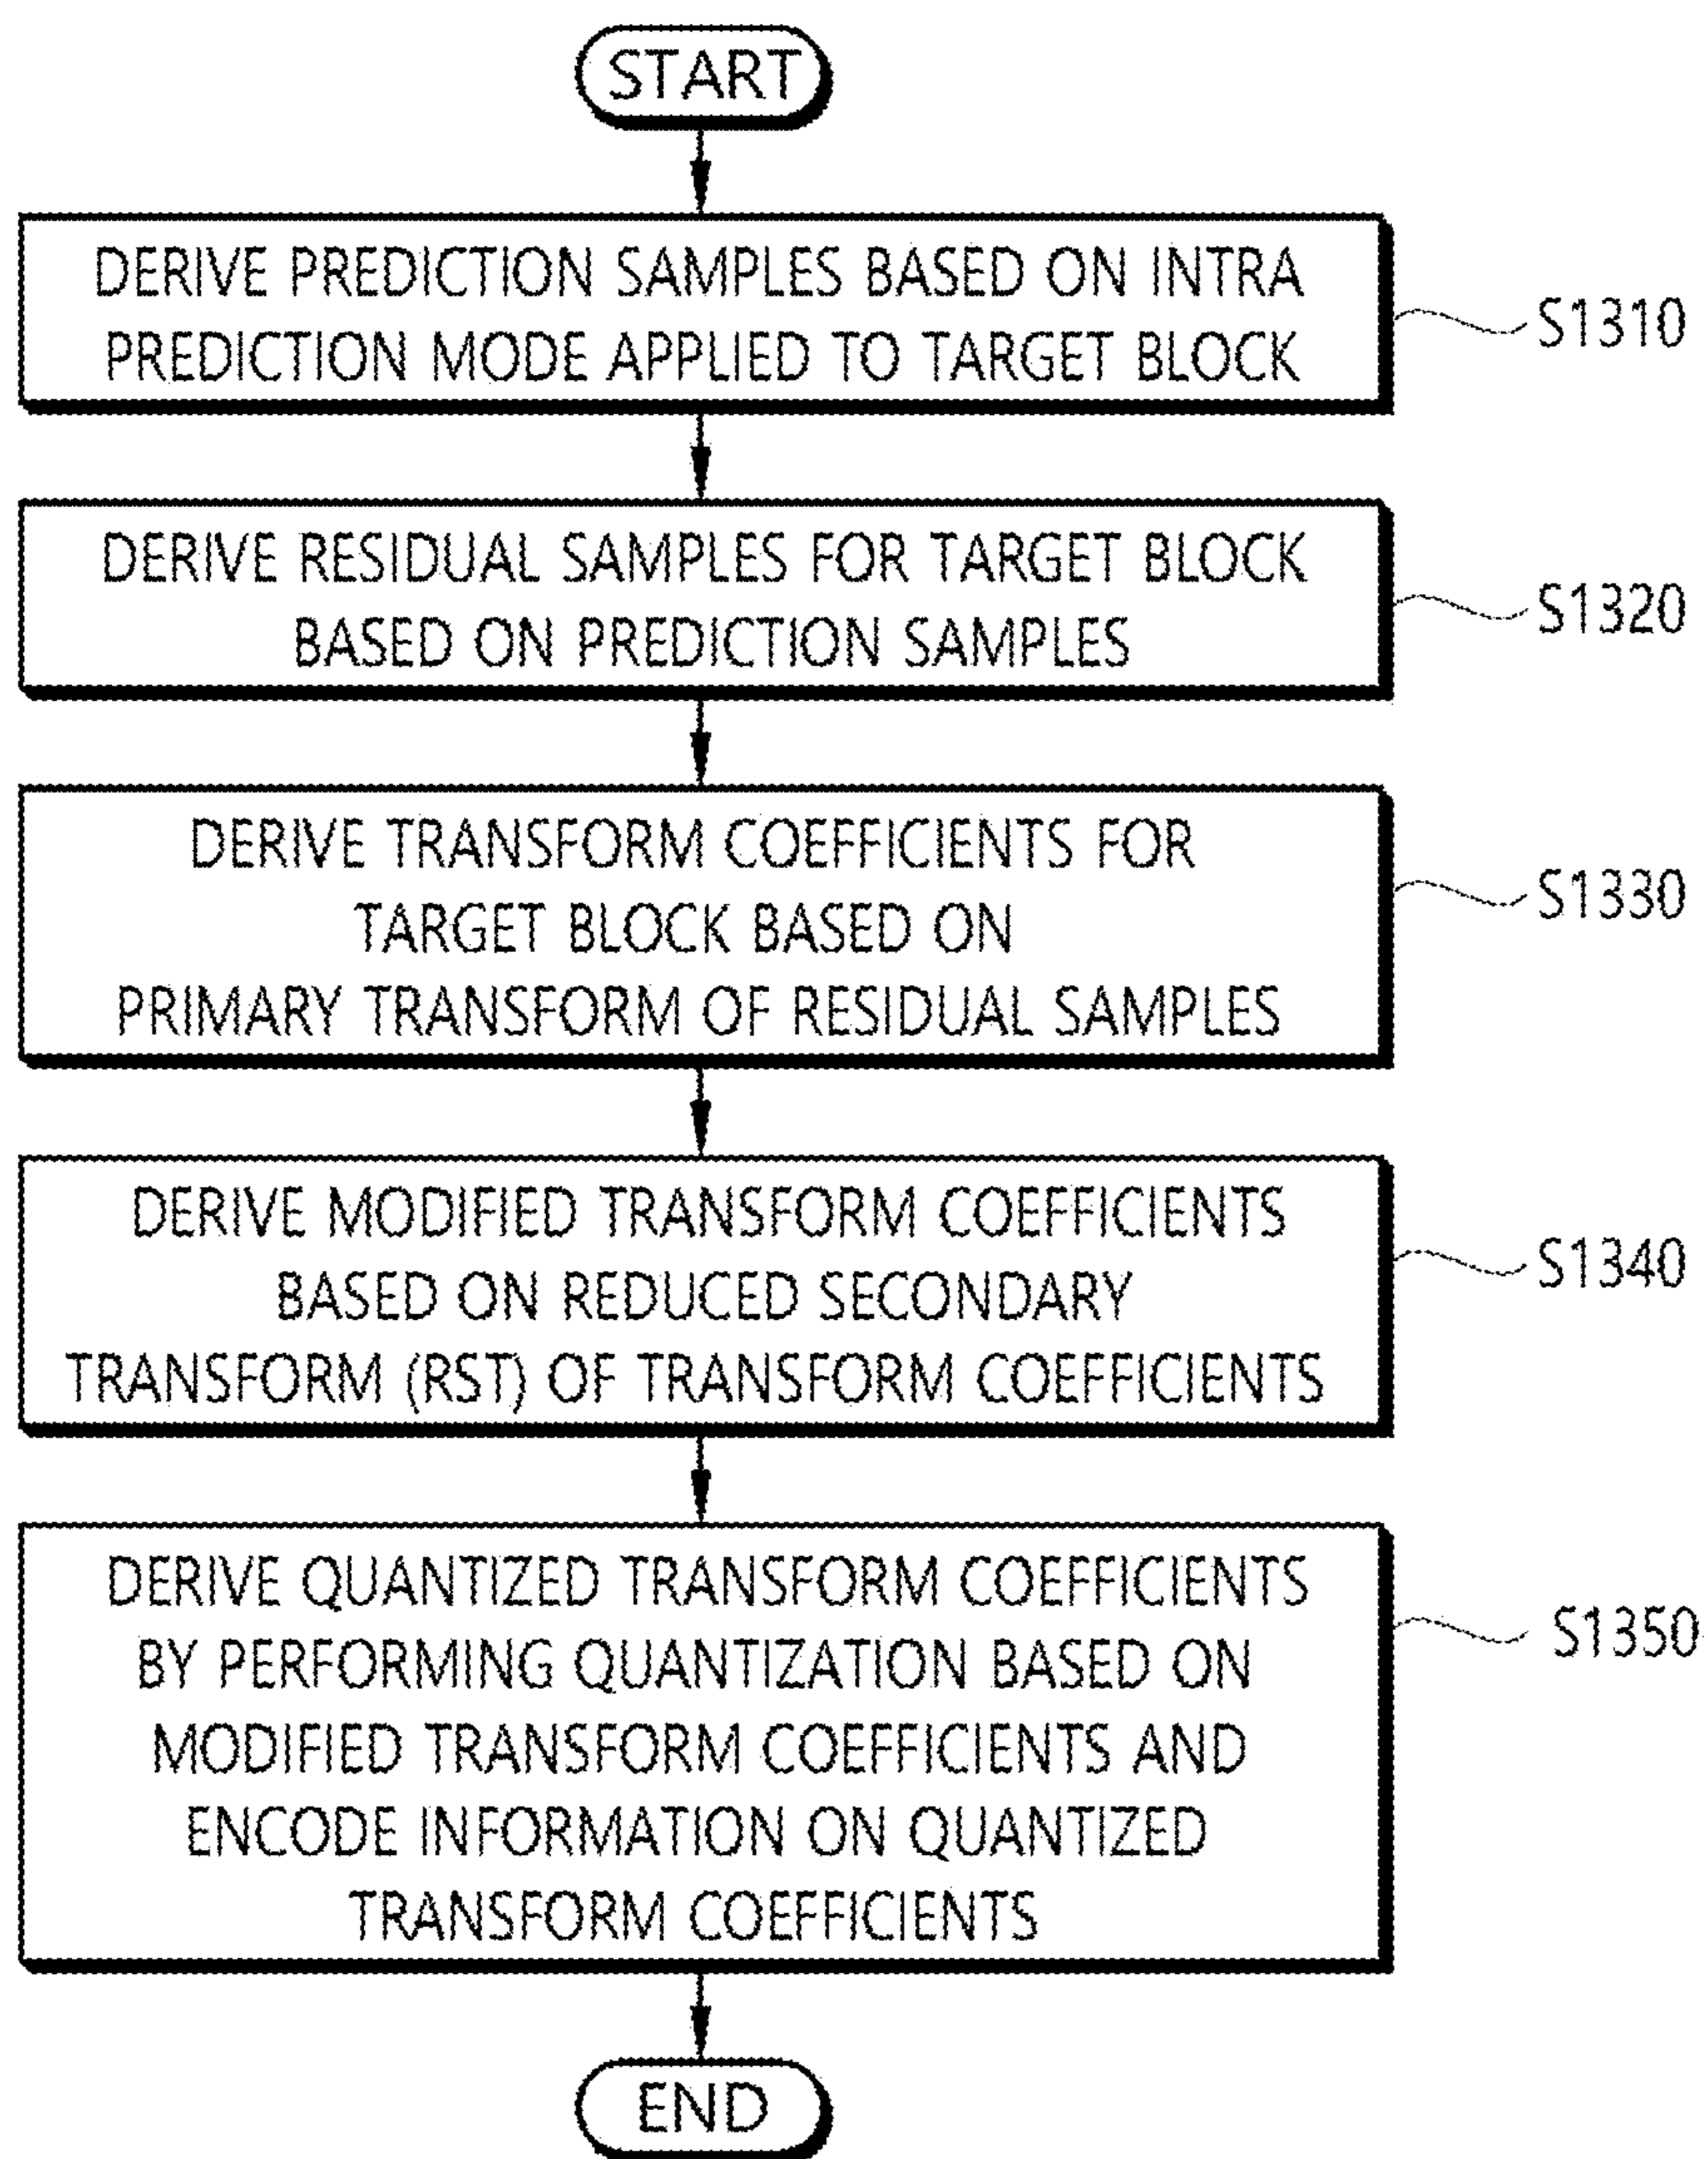 START
DERIVE PREDICTION SAMPLES BASED ON INTRA
PREDICTION MODE APPLIED TO TARGET BLOCK
S1310
DERIVE RESIDUAL SAMPLES FOR TARGET BLOCK
BASED ON PREDICTION SAMPLES
S1320
DERIVE TRANSFORM COEFFICIENTS FOR
TARGET BLOCK BASED ON
PRIMARY TRANSFORM OF RESIDUAL SAMPLES
S1330
DERIVE MODIFIED TRANSFORM COEFFICIENTS
BASED ON REDUCED SECONDARY
TRANSFORM (RST) OF TRANSFORM COEFFICIENTS
S1340
DERIVE QUANTIZED TRANSFORM COEFFICIENTS
BY PERFORMING QUANTIZATION BASED ON
MODIFIED TRANSFORM COEFFICIENTS AND
ENCODE INFORMATION ON QUANTIZED
TRANSFORM COEFFICIENTS
S1350
END